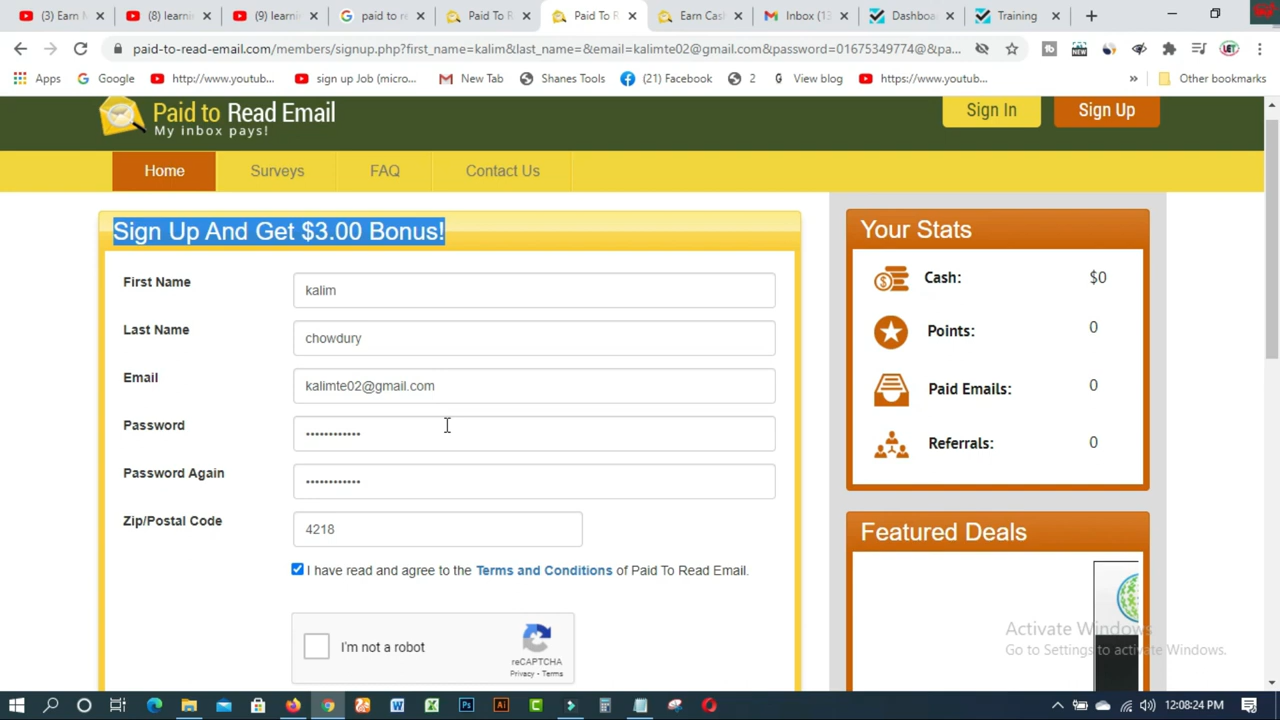 (3) Earn M
(8) learnin
(9) learnin
paid to re
Paid To R
Paid To R
Earn Cas
Inbox (1
Dashboa
Training
paid-to-read-email.com/members/signup.php?first_name=kalim&last_name=&email=kalimte02@gmail.com&password=01675349774@&pa...
Apps
Google
http://www.youtub...
sign up Job (micro...
New Tab
Shanes Tools
(21) Facebook
2
View blog
https://www.youtub...
»
Other bookmarks
Paid to Read Email
My inbox pays!
Sign In
Sign Up
Home
Surveys
FAQ
Contact Us
Sign Up And Get $3.00 Bonus!
First Name
kalim
Last Name
chowdury
Email
kalimte02@gmail.com
Password
••••••••••••
Password Again
••••••••••••
Zip/Postal Code
4218
I have read and agree to the Terms and Conditions of Paid To Read Email.
I'm not a robot
reCAPTCHA
Privacy - Terms
Your Stats
Cash: $0
Points: 0
Paid Emails: 0
Referrals: 0
Featured Deals
Activate Windows
Go to Settings to activate Windows.
12:08:24 PM